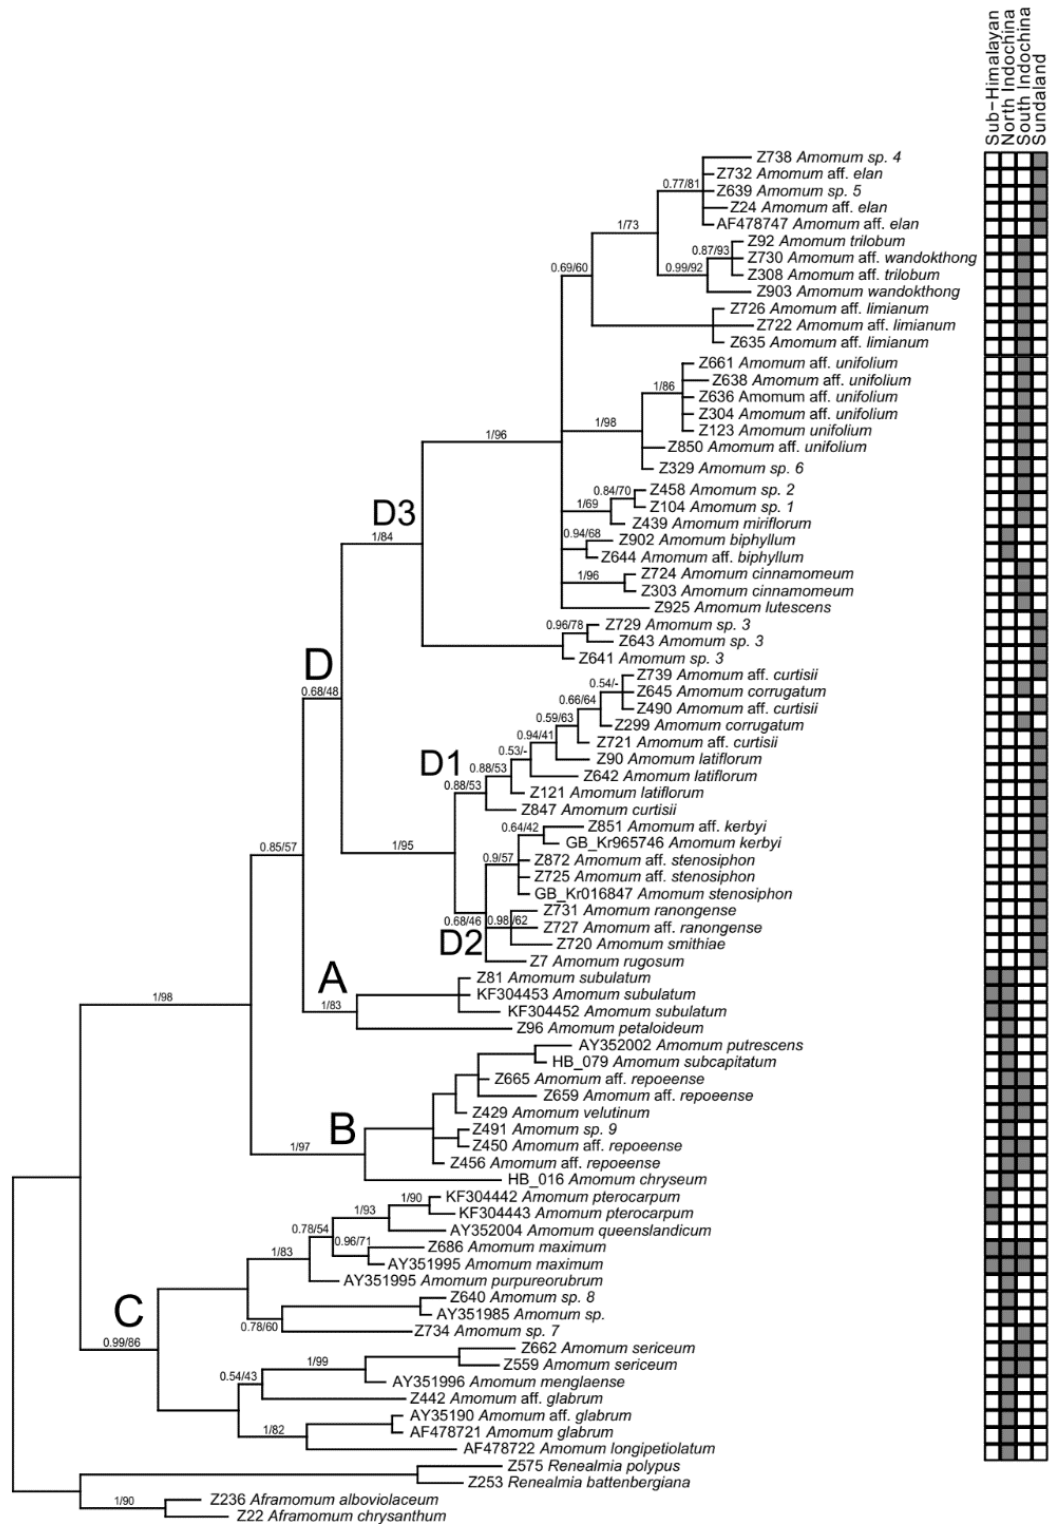 Sub-Himalayan
North Indochina
South Indochina
Sundaland
Z738 Amomum sp. 4
Z732 Amomum aff. elan
0.77/81
Z639 Amomum sp. 5
Z24 Amomum aff. elan
AF478747 Amomum aff. elan
1/73
Z92 Amomum trilobum
0.87/93
Z730 Amomum aff. wandokthong
0.69/60
0.99/92
Z308 Amomum aff. trilobum
Z903 Amomum wandokthong
Z726 Amomum aff. limianum
Z722 Amomum aff. limianum
Z635 Amomum aff. limianum
Z661 Amomum aff. unifolium
Z638 Amomum aff. unifolium
1/86
Z636 Amomum aff. unifolium
Z304 Amomum aff. unifolium
1/98
Z123 Amomum unifolium
1/96
Z850 Amomum aff. unifolium
Z329 Amomum sp. 6
0.84/70
Z458 Amomum sp. 2
1/69
Z104 Amomum sp. 1
D3
Z439 Amomum miriflorum
0.94/68
Z902 Amomum biphyllum
1/84
Z644 Amomum aff. biphyllum
1/96
Z724 Amomum cinnamomeum
Z303 Amomum cinnamomeum
Z925 Amomum lutescens
0.96/78
Z729 Amomum sp. 3
Z643 Amomum sp. 3
Z641 Amomum sp. 3
D
Z739 Amomum aff. curtisii
0.54/-
0.68/48
Z645 Amomum corrugatum
0.66/64
Z490 Amomum aff. curtisii
0.59/63
Z299 Amomum corrugatum
0.94/41
Z721 Amomum aff. curtisii
0.53/-
Z90 Amomum latiflorum
D1
0.88/53
Z642 Amomum latiflorum
0.88/53
Z121 Amomum latiflorum
Z847 Amomum curtisii
0.64/42
Z851 Amomum aff. kerbyi
GB_Kr965746 Amomum kerbyi
0.85/57
1/95
0.9/57
Z872 Amomum aff. stenosiphon
Z725 Amomum aff. stenosiphon
GB_Kr016847 Amomum stenosiphon
Z731 Amomum ranongense
0.68/46
0.98/62
Z727 Amomum aff. ranongense
D2
Z720 Amomum smithiae
Z7 Amomum rugosum
A
Z81 Amomum subulatum
1/98
KF304453 Amomum subulatum
1/83
KF304452 Amomum subulatum
Z96 Amomum petaloideum
AY352002 Amomum putrescens
HB_079 Amomum subcapitatum
Z665 Amomum aff. repoeense
Z659 Amomum aff. repoeense
Z429 Amomum velutinum
B
Z491 Amomum sp. 9
1/97
Z450 Amomum aff. repoeense
Z456 Amomum aff. repoeense
HB_016 Amomum chryseum
1/90
KF304442 Amomum pterocarpum
1/93
KF304443 Amomum pterocarpum
0.78/54
AY352004 Amomum queenslandicum
1/83
0.96/71
Z686 Amomum maximum
AY351995 Amomum maximum
AY351995 Amomum purpureorubrum
C
Z640 Amomum sp. 8
AY351985 Amomum sp.
0.78/60
Z734 Amomum sp. 7
0.99/86
Z662 Amomum sericeum
1/99
Z559 Amomum sericeum
0.54/43
AY351996 Amomum menglaense
Z442 Amomum aff. glabrum
AY35190 Amomum aff. glabrum
1/82
AF478721 Amomum glabrum
AF478722 Amomum longipetiolatum
Z575 Renealmia polypus
Z253 Renealmia battenbergiana
1/90
Z236 Aframomum alboviolaceum
Z22 Aframomum chrysanthum